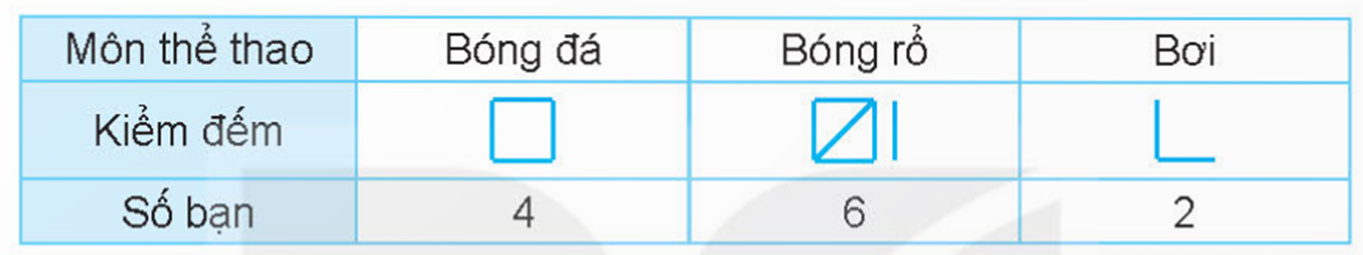 Môn thể thao Bóng đá Bóng rổ Bơi
Kiểm đếm
Số bạn 4 6 2